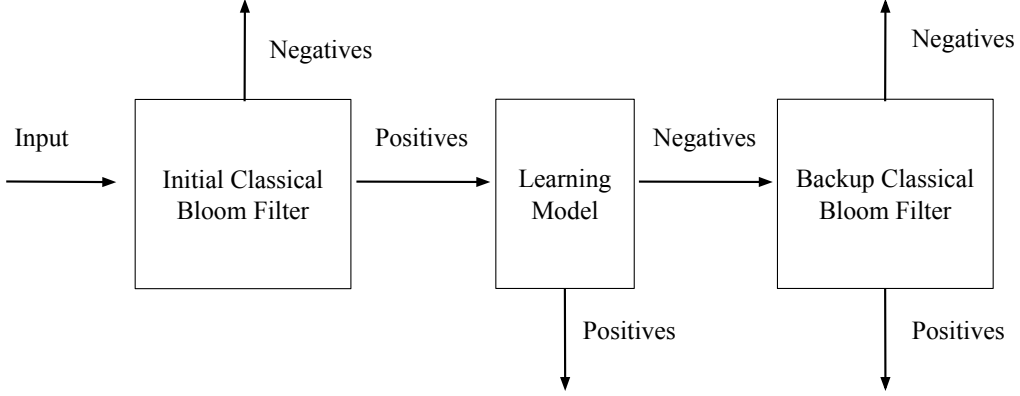 Negatives
Negatives
Input
Positives
Negatives
Initial Classical
Bloom Filter
Learning
Model
Backup Classical
Bloom Filter
Positives
Positives